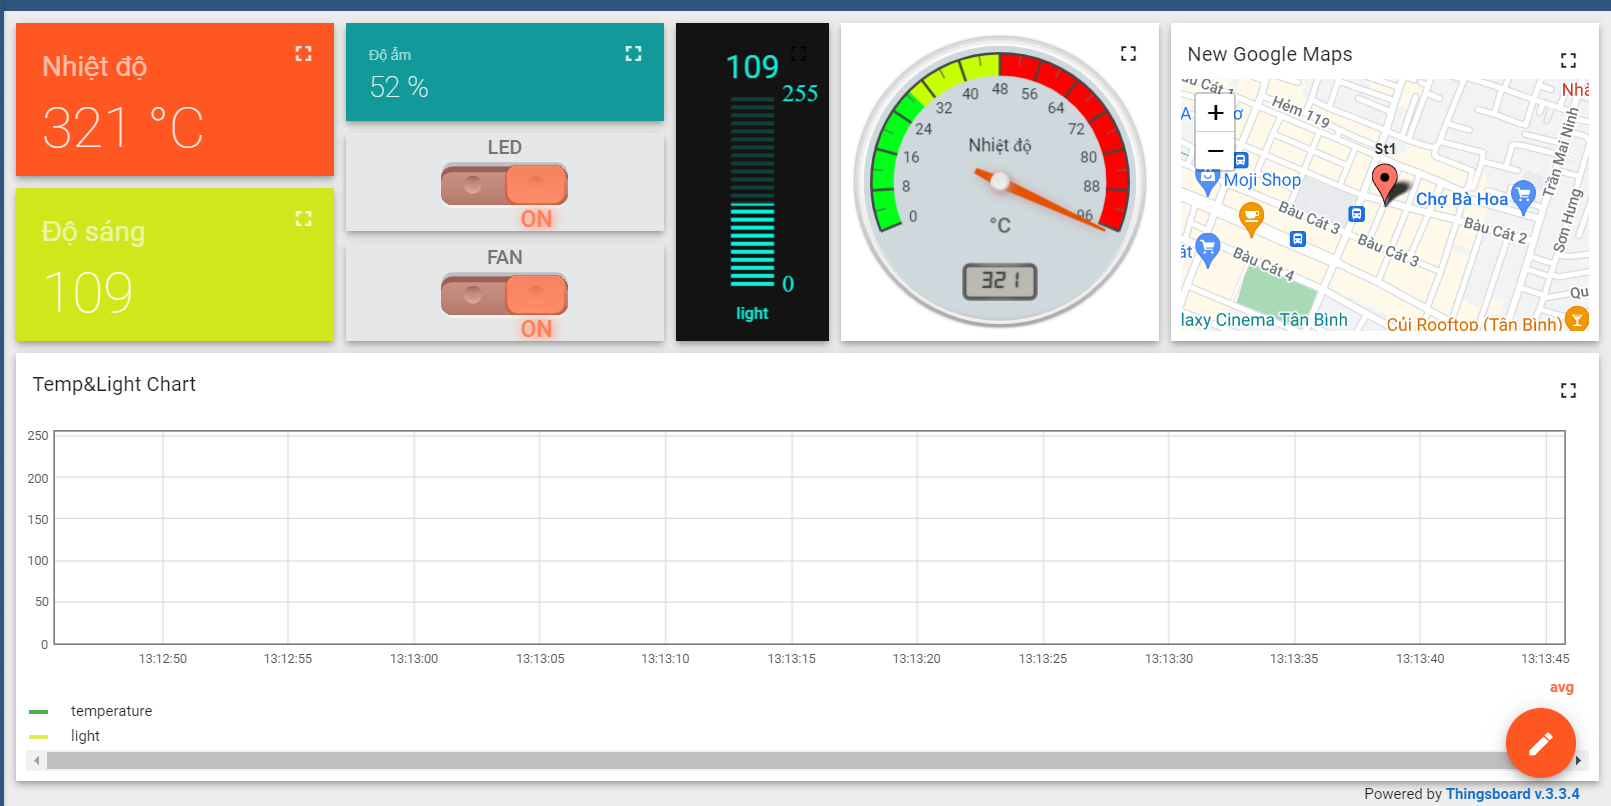 Nhiệt độ
321 °C
Độ sáng
109
Độ ẩm
52 %
LED
ON
FAN
ON
109
255
0
light
0
8
16
24
32
40
48
56
64
72
80
88
96
Nhiệt độ
°C
321
New Google Maps
+
−
Hẻm 119
St1
Moji Shop
Chợ Bà Hoa
Trần Mai Ninh
Sơn Hưng
Bàu Cát 3
Bàu Cát 2
Bàu Cát 3
Bàu Cát 4
laxy Cinema Tân Bình
Củi Rooftop (Tân Bình)
Temp&Light Chart
250
200
150
100
50
0
13:12:50 13:12:55 13:13:00 13:13:05 13:13:10 13:13:15 13:13:20 13:13:25 13:13:30 13:13:35 13:13:40 13:13:45
avg
temperature
light
Powered by Thingsboard v.3.3.4